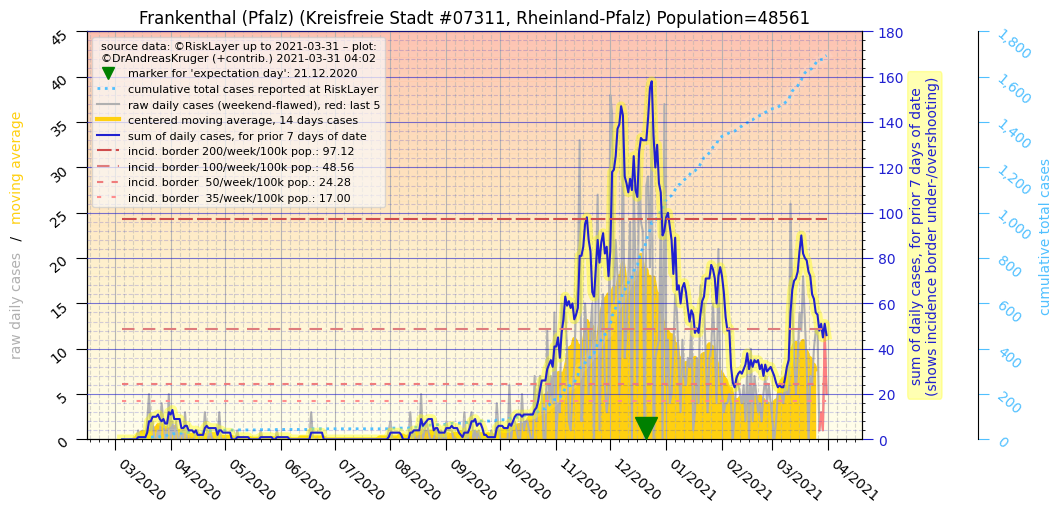 Frankenthal (Pfalz) (Kreisfreie Stadt #07311, Rheinland-Pfalz) Population=48561
source data: ©RiskLayer up to 2021-03-31 – plot:
©DrAndreasKruger (+contrib.) 2021-03-31 04:02
marker for 'expectation day': 21.12.2020
cumulative total cases reported at RiskLayer
raw daily cases (weekend-flawed), red: last 5
centered moving average, 14 days cases
sum of daily cases, for prior 7 days of date
incid. border 200/week/100k pop.: 97.12
incid. border 100/week/100k pop.: 48.56
incid. border  50/week/100k pop.: 24.28
incid. border  35/week/100k pop.: 17.00
raw daily cases / moving average
45
40
35
30
25
20
15
10
5
0
03/2020
04/2020
05/2020
06/2020
07/2020
08/2020
09/2020
10/2020
11/2020
12/2020
01/2021
02/2021
03/2021
04/2021
180
160
140
120
100
80
60
40
20
0
sum of daily cases, for prior 7 days of date
(shows incidence border under-/overshooting)
1,800
1,600
1,400
1,200
1,000
800
600
400
200
0
cumulative total cases